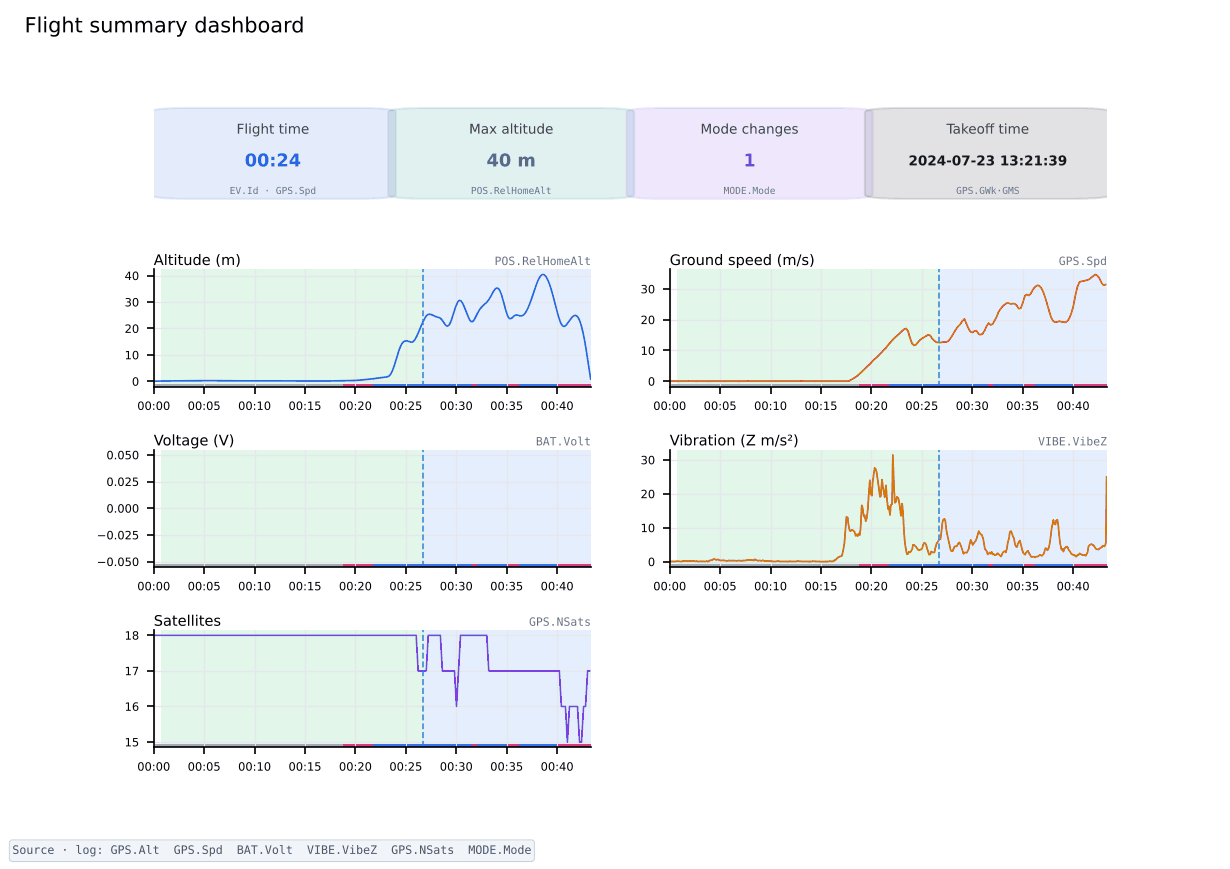 Flight summary dashboard
Flight time
00:24
EV.Id · GPS.Spd
Max altitude
40 m
POS.RelHomeAlt
Mode changes
1
MODE.Mode
Takeoff time
2024-07-23 13:21:39
GPS.GWk·GMS
Altitude (m) POS.RelHomeAlt
40
30
20
10
0
00:00 00:05 00:10 00:15 00:20 00:25 00:30 00:35 00:40
Ground speed (m/s) GPS.Spd
30
20
10
0
00:00 00:05 00:10 00:15 00:20 00:25 00:30 00:35 00:40
Voltage (V) BAT.Volt
0.050
0.025
0.000
−0.025
−0.050
00:00 00:05 00:10 00:15 00:20 00:25 00:30 00:35 00:40
Vibration (Z m/s²) VIBE.VibeZ
30
20
10
0
00:00 00:05 00:10 00:15 00:20 00:25 00:30 00:35 00:40
Satellites GPS.NSats
18
17
16
15
00:00 00:05 00:10 00:15 00:20 00:25 00:30 00:35 00:40
Source · log: GPS.Alt GPS.Spd BAT.Volt VIBE.VibeZ GPS.NSats MODE.Mode